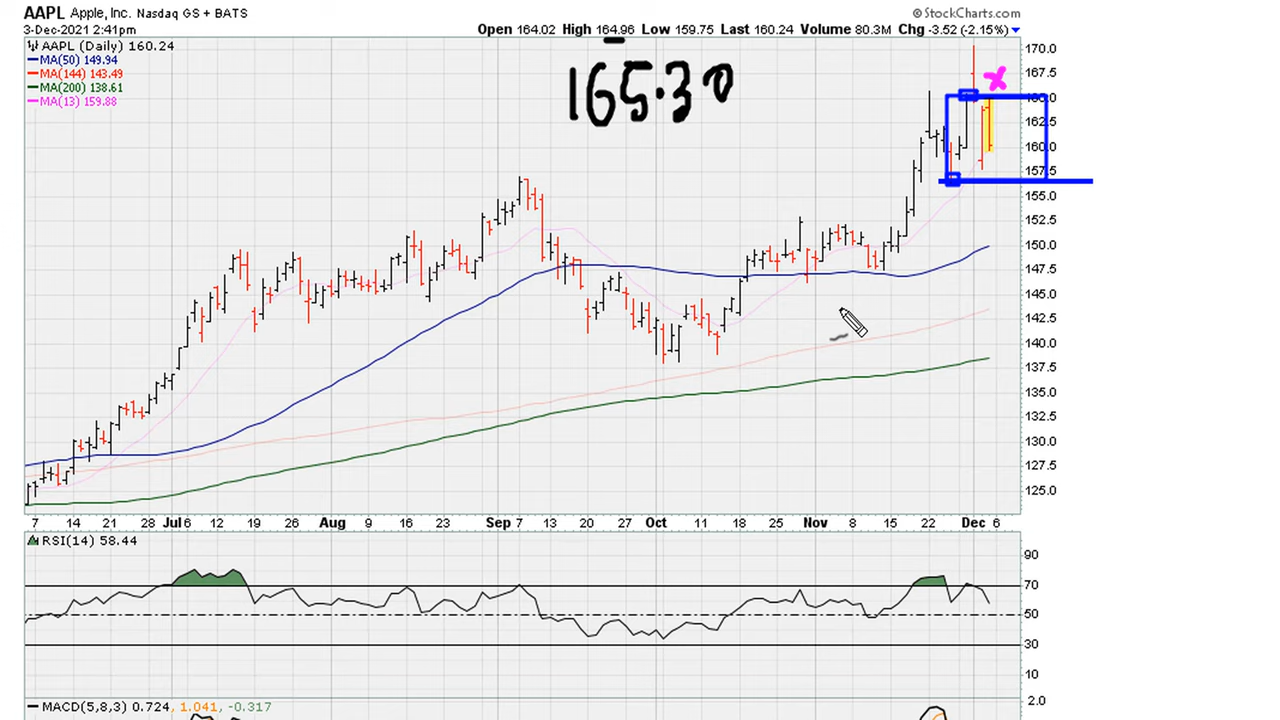 AAPL Apple, Inc. Nasdaq GS + BATS
© StockCharts.com
3-Dec-2021 2:41pm
Open 164.02 High 164.96 Low 159.75 Last 160.24 Volume 80.3M Chg -3.52 (-2.15%)
AAPL (Daily) 160.24
MA(50) 149.94
MA(144) 143.49
MA(200) 138.61
MA(13) 159.88
165.30
170.0
167.5
165.0
162.5
160.0
157.5
155.0
152.5
150.0
147.5
145.0
142.5
140.0
137.5
135.0
132.5
130.0
127.5
125.0
7 14 21 28 Jul 6 12 19 26 Aug 9 16 23 Sep 7 13 20 27 Oct 11 18 25 Nov 8 15 22 Dec 6
RSI(14) 58.44
90
70
50
30
10
MACD(5,8,3) 0.724, 1.041, -0.317
2.0